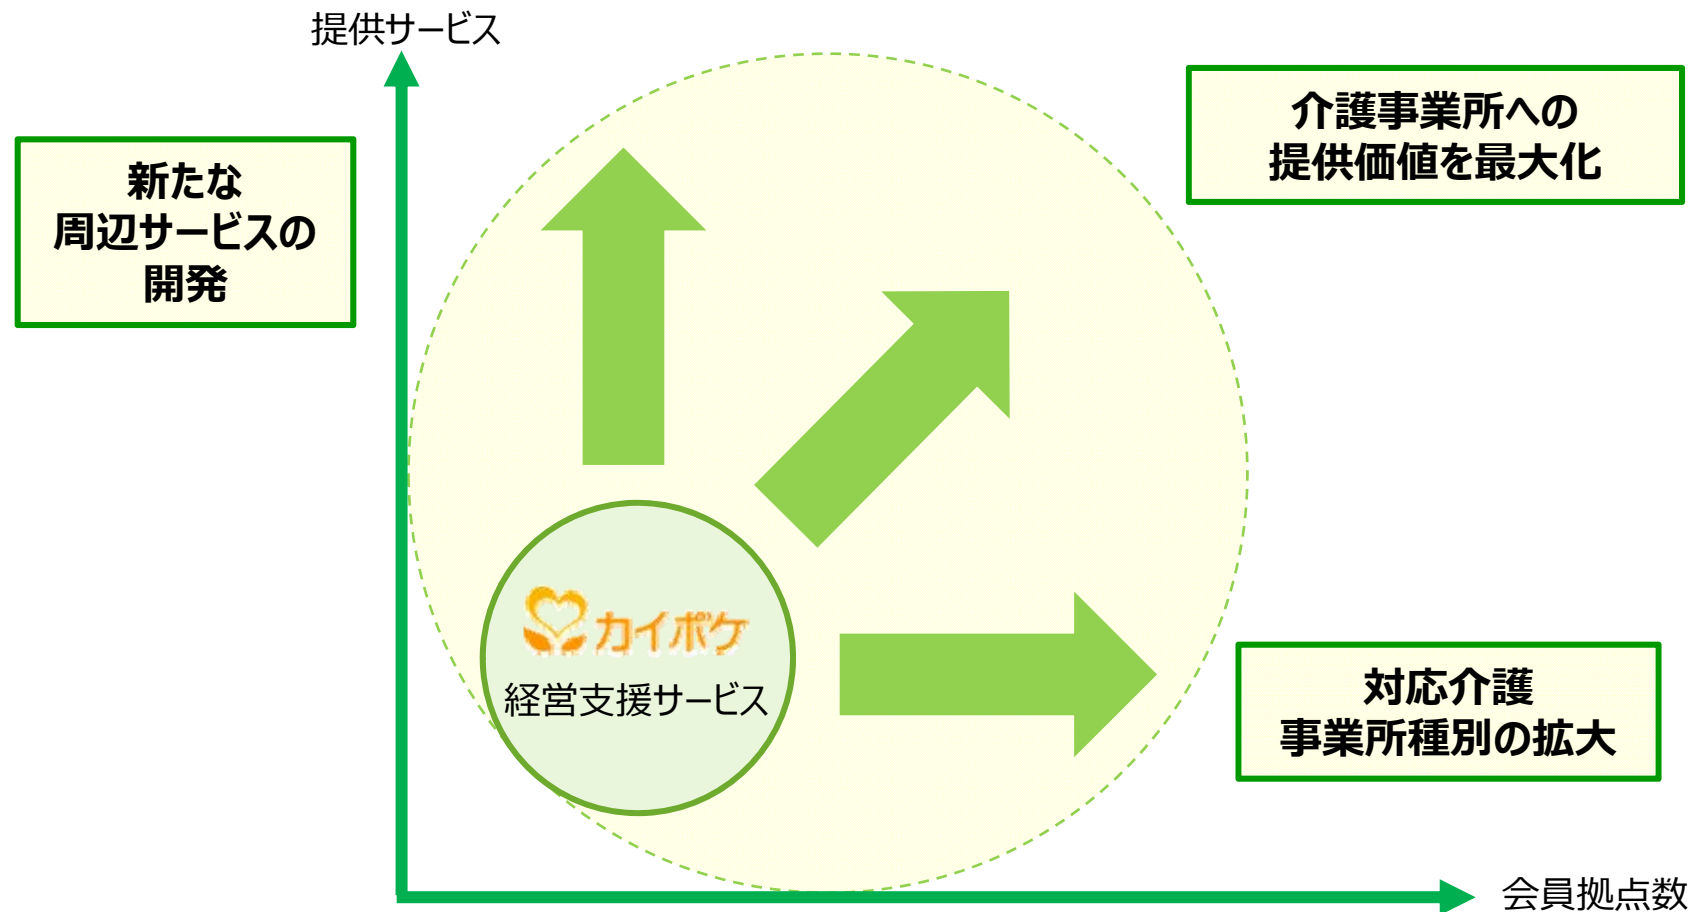 提供サービス
新たな
周辺サービスの
開発
介護事業所への
提供価値を最大化
カイポケ
経営支援サービス
対応介護
事業所種別の拡大
会員拠点数